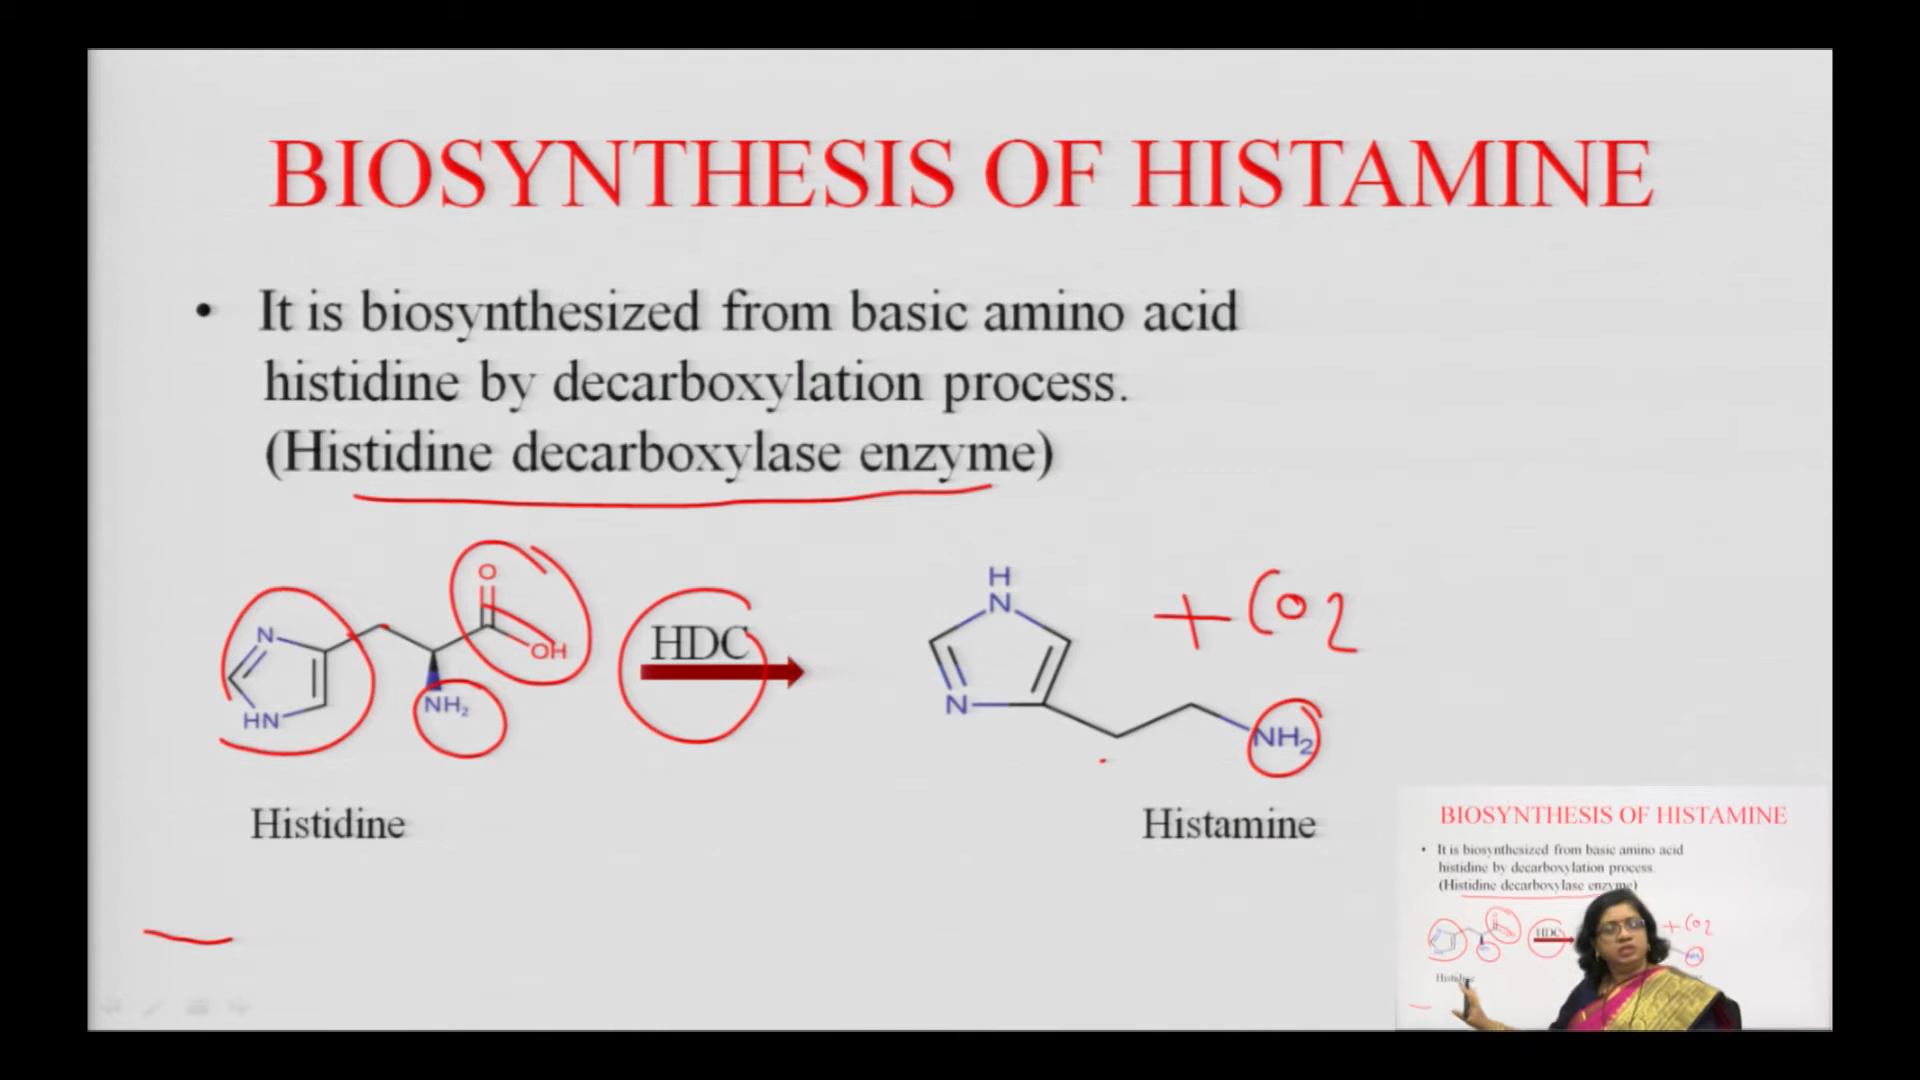 BIOSYNTHESIS OF HISTAMINE
• It is biosynthesized from basic amino acid
histidine by decarboxylation process.
(Histidine decarboxylase enzyme)
O
OH
N
HN
NH₂
HDC
H
N
N
NH₂
+ CO2
Histidine
Histamine
BIOSYNTHESIS OF HISTAMINE
• It is biosynthesized from basic amino acid
histidine by decarboxylation process.
(Histidine decarboxylase enzyme)
HDC
+ CO2
Histidine